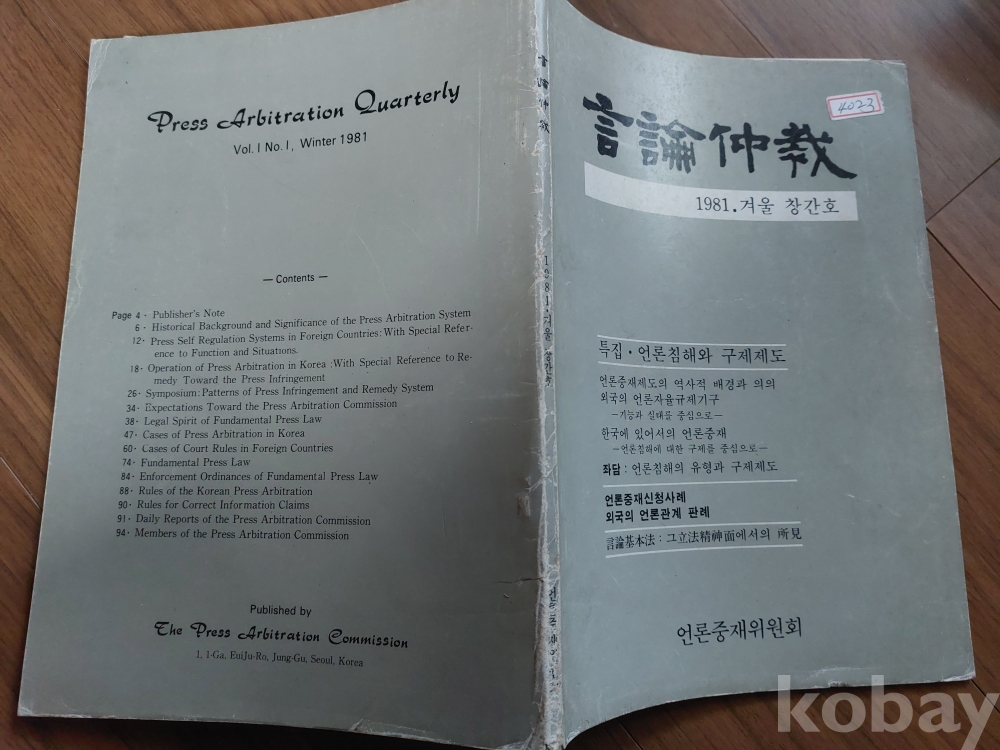 Press Arbitration Quarterly
Vol. I No. I, Winter 1981
— Contents —
Page 4 · Publisher's Note
6 · Historical Background and Significance of the Press Arbitration System
12 · Press Self Regulation Systems in Foreign Countries: With Special Refer-
ence to Function and Situations.
18 · Operation of Press Arbitration in Korea :With Special Reference to Re-
medy Toward the Press Infringement
26 · Symposium: Patterns of Press Infringement and Remedy System
34 · Expectations Toward the Press Arbitration Commission
38 · Legal Spirit of Fundamental Press Law
47 · Cases of Press Arbitration in Korea
60 · Cases of Court Rules in Foreign Countries
74 · Fundamental Press Law
84 · Enforcement Ordinances of Fundamental Press Law
88 · Rules of the Korean Press Arbitration
90 · Rules for Correct Information Claims
91 · Daily Reports of the Press Arbitration Commission
94 · Members of the Press Arbitration Commission
Published by
The Press Arbitration Commission
1, 1-Ga, EuiJu-Ro, Jung-Gu, Seoul, Korea
言論仲裁
1981·겨울 창간호
言論仲裁
4023
1981.겨울 창간호
특집·언론침해와 구제제도
언론중재제도의 역사적 배경과 의의
외국의 언론자율규제기구
—기능과 실태를 중심으로—
한국에 있어서의 언론중재
—언론침해에 대한 구제를 중심으로—
좌담 : 언론침해의 유형과 구제제도
언론중재신청사례
외국의 언론관계 판례
言論基本法 : 그立法精神面에서의 所見
언론중재위원회
kobay